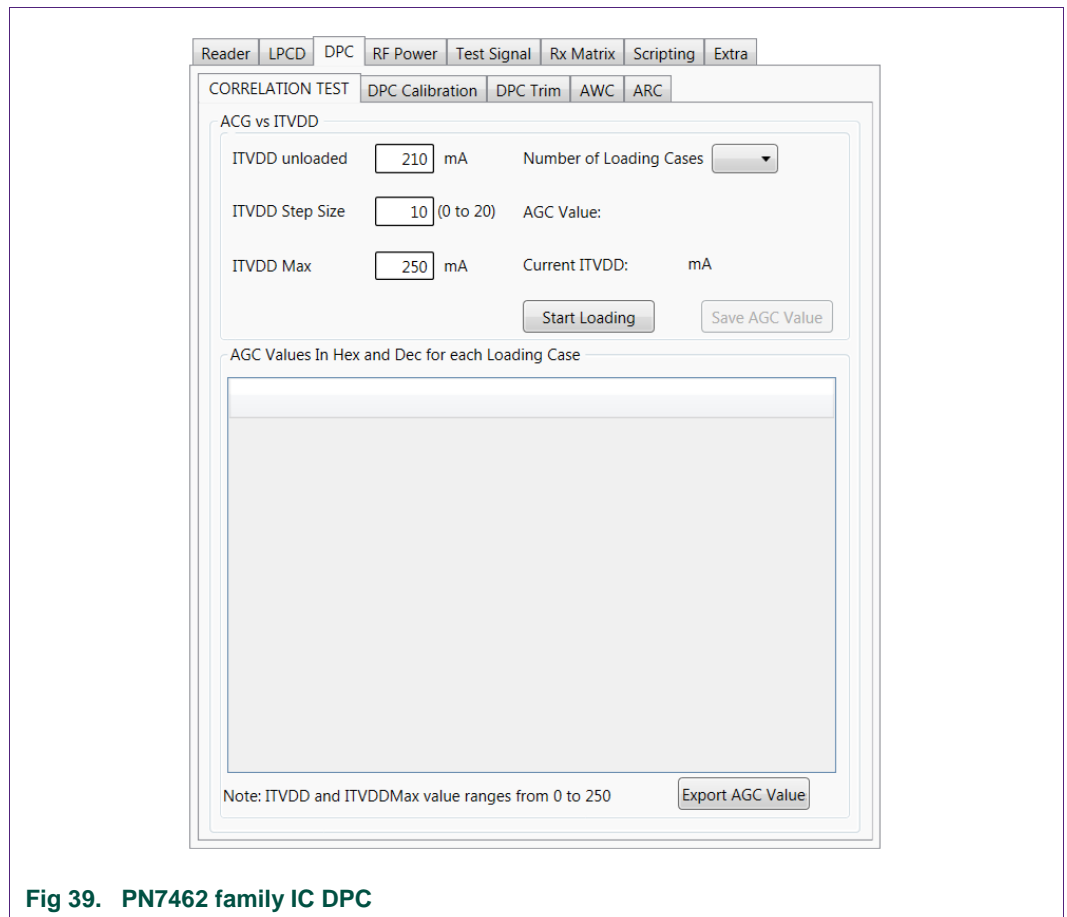 Reader LPCD DPC RF Power Test Signal Rx Matrix Scripting Extra
CORRELATION TEST DPC Calibration DPC Trim AWC ARC
ACG vs ITVDD
ITVDD unloaded 210 mA Number of Loading Cases
ITVDD Step Size 10 (0 to 20) AGC Value:
ITVDD Max 250 mA Current ITVDD: mA
Start Loading Save AGC Value
AGC Values In Hex and Dec for each Loading Case
Note: ITVDD and ITVDDMax value ranges from 0 to 250 Export AGC Value
Fig 39. PN7462 family IC DPC